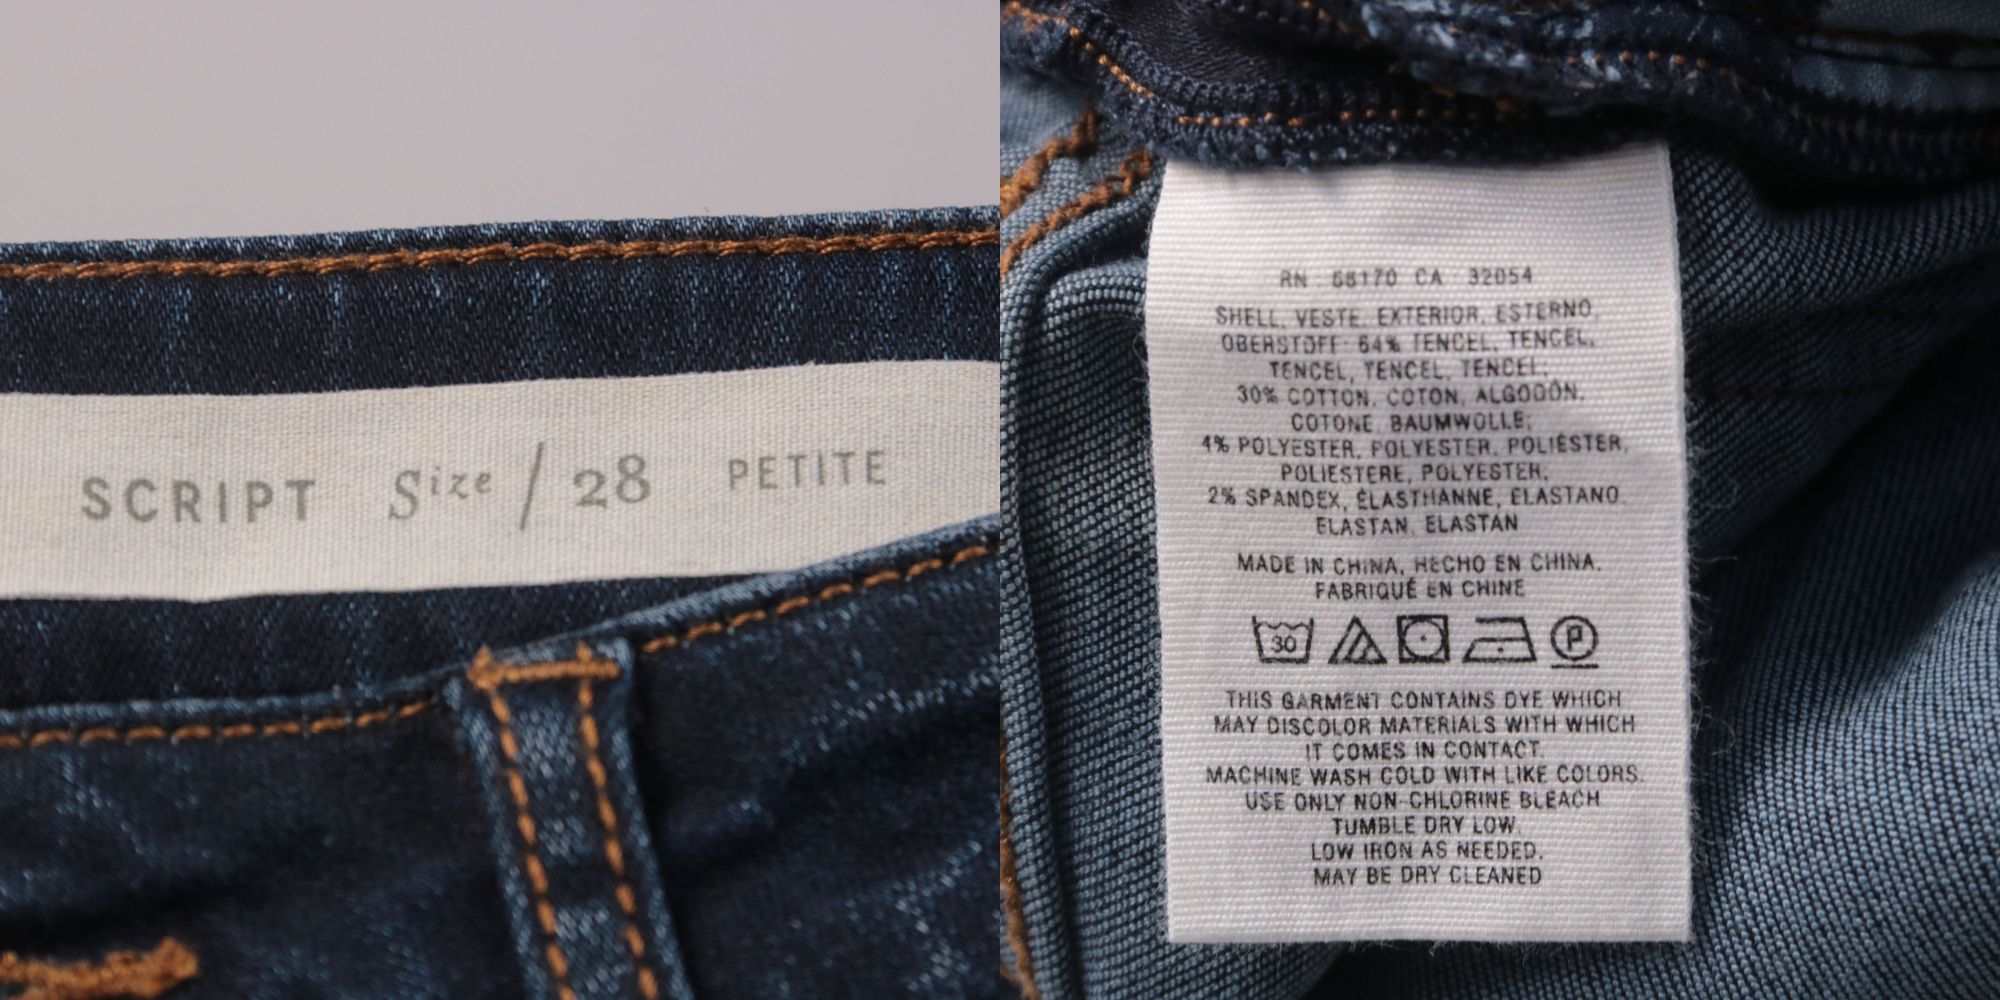 SCRIPT Size / 28 PETITE
RN 66170 CA 32054
SHELL, VESTE, EXTERIOR, ESTERNO,
OBERSTOFF: 64% TENCEL, TENCEL,
TENCEL, TENCEL, TENCEL;
30% COTTON, COTON, ALGODÓN,
COTONE, BAUMWOLLE;
4% POLYESTER, POLYESTER, POLIÉSTER,
POLIESTERE, POLYESTER;
2% SPANDEX, ÉLASTHANNE, ELASTANO,
ELASTAN, ELASTAN
MADE IN CHINA, HECHO EN CHINA,
FABRIQUÉ EN CHINE
30 P
THIS GARMENT CONTAINS DYE WHICH
MAY DISCOLOR MATERIALS WITH WHICH
IT COMES IN CONTACT.
MACHINE WASH COLD WITH LIKE COLORS.
USE ONLY NON-CHLORINE BLEACH
TUMBLE DRY LOW.
LOW IRON AS NEEDED.
MAY BE DRY CLEANED